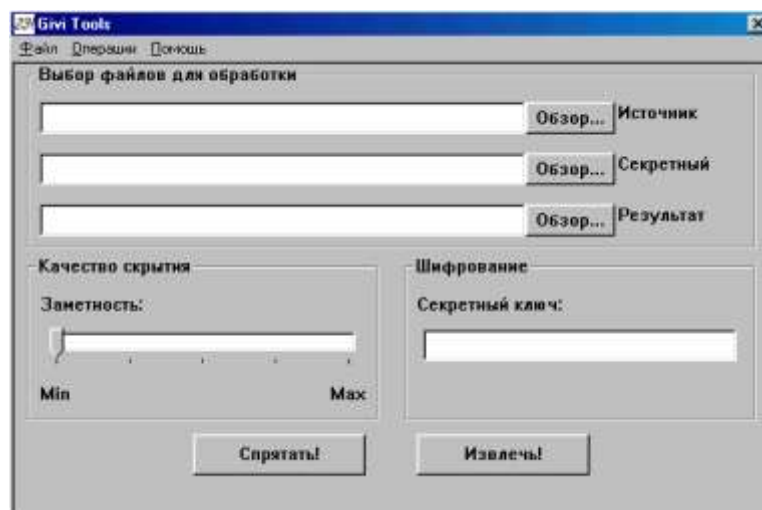 Givi Tools
Файл Операции Помощь
Выбор файлов для обработки
Обзор... Источник
Обзор... Секретный
Обзор... Результат
Качество скрытия
Шифрование
Заметность:
Секретный ключ:
Min Max
Спрятать! Извлечь!